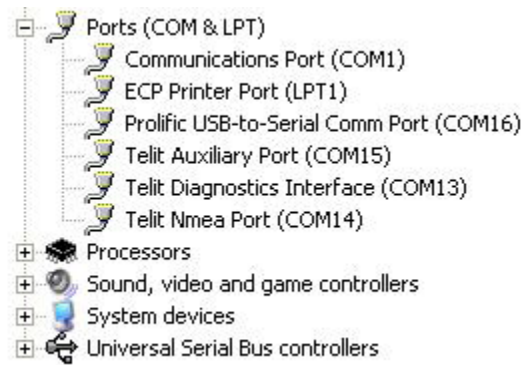 Ports (COM & LPT)
Communications Port (COM1)
ECP Printer Port (LPT1)
Prolific USB-to-Serial Comm Port (COM16)
Telit Auxiliary Port (COM15)
Telit Diagnostics Interface (COM13)
Telit Nmea Port (COM14)
Processors
Sound, video and game controllers
System devices
Universal Serial Bus controllers